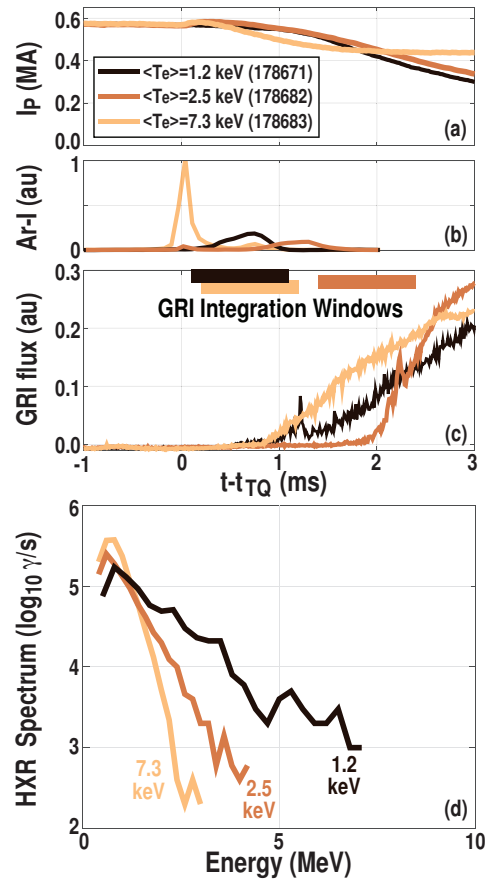 0.6
0.4
0.2
0.0
I_P (MA)
<Te>=1.2 keV (178671)
<Te>=2.5 keV (178682)
<Te>=7.3 keV (178683)
(a)
1
0
Ar-I (au)
(b)
0.3
0.2
0.1
0.0
GRI flux (au)
GRI Integration Windows
(c)
-1 0 1 2 3
t-t_TQ (ms)
6
5
4
3
2
HXR Spectrum (log_10 γ/s)
7.3
keV
2.5
keV
1.2
keV
(d)
0 5 10
Energy (MeV)